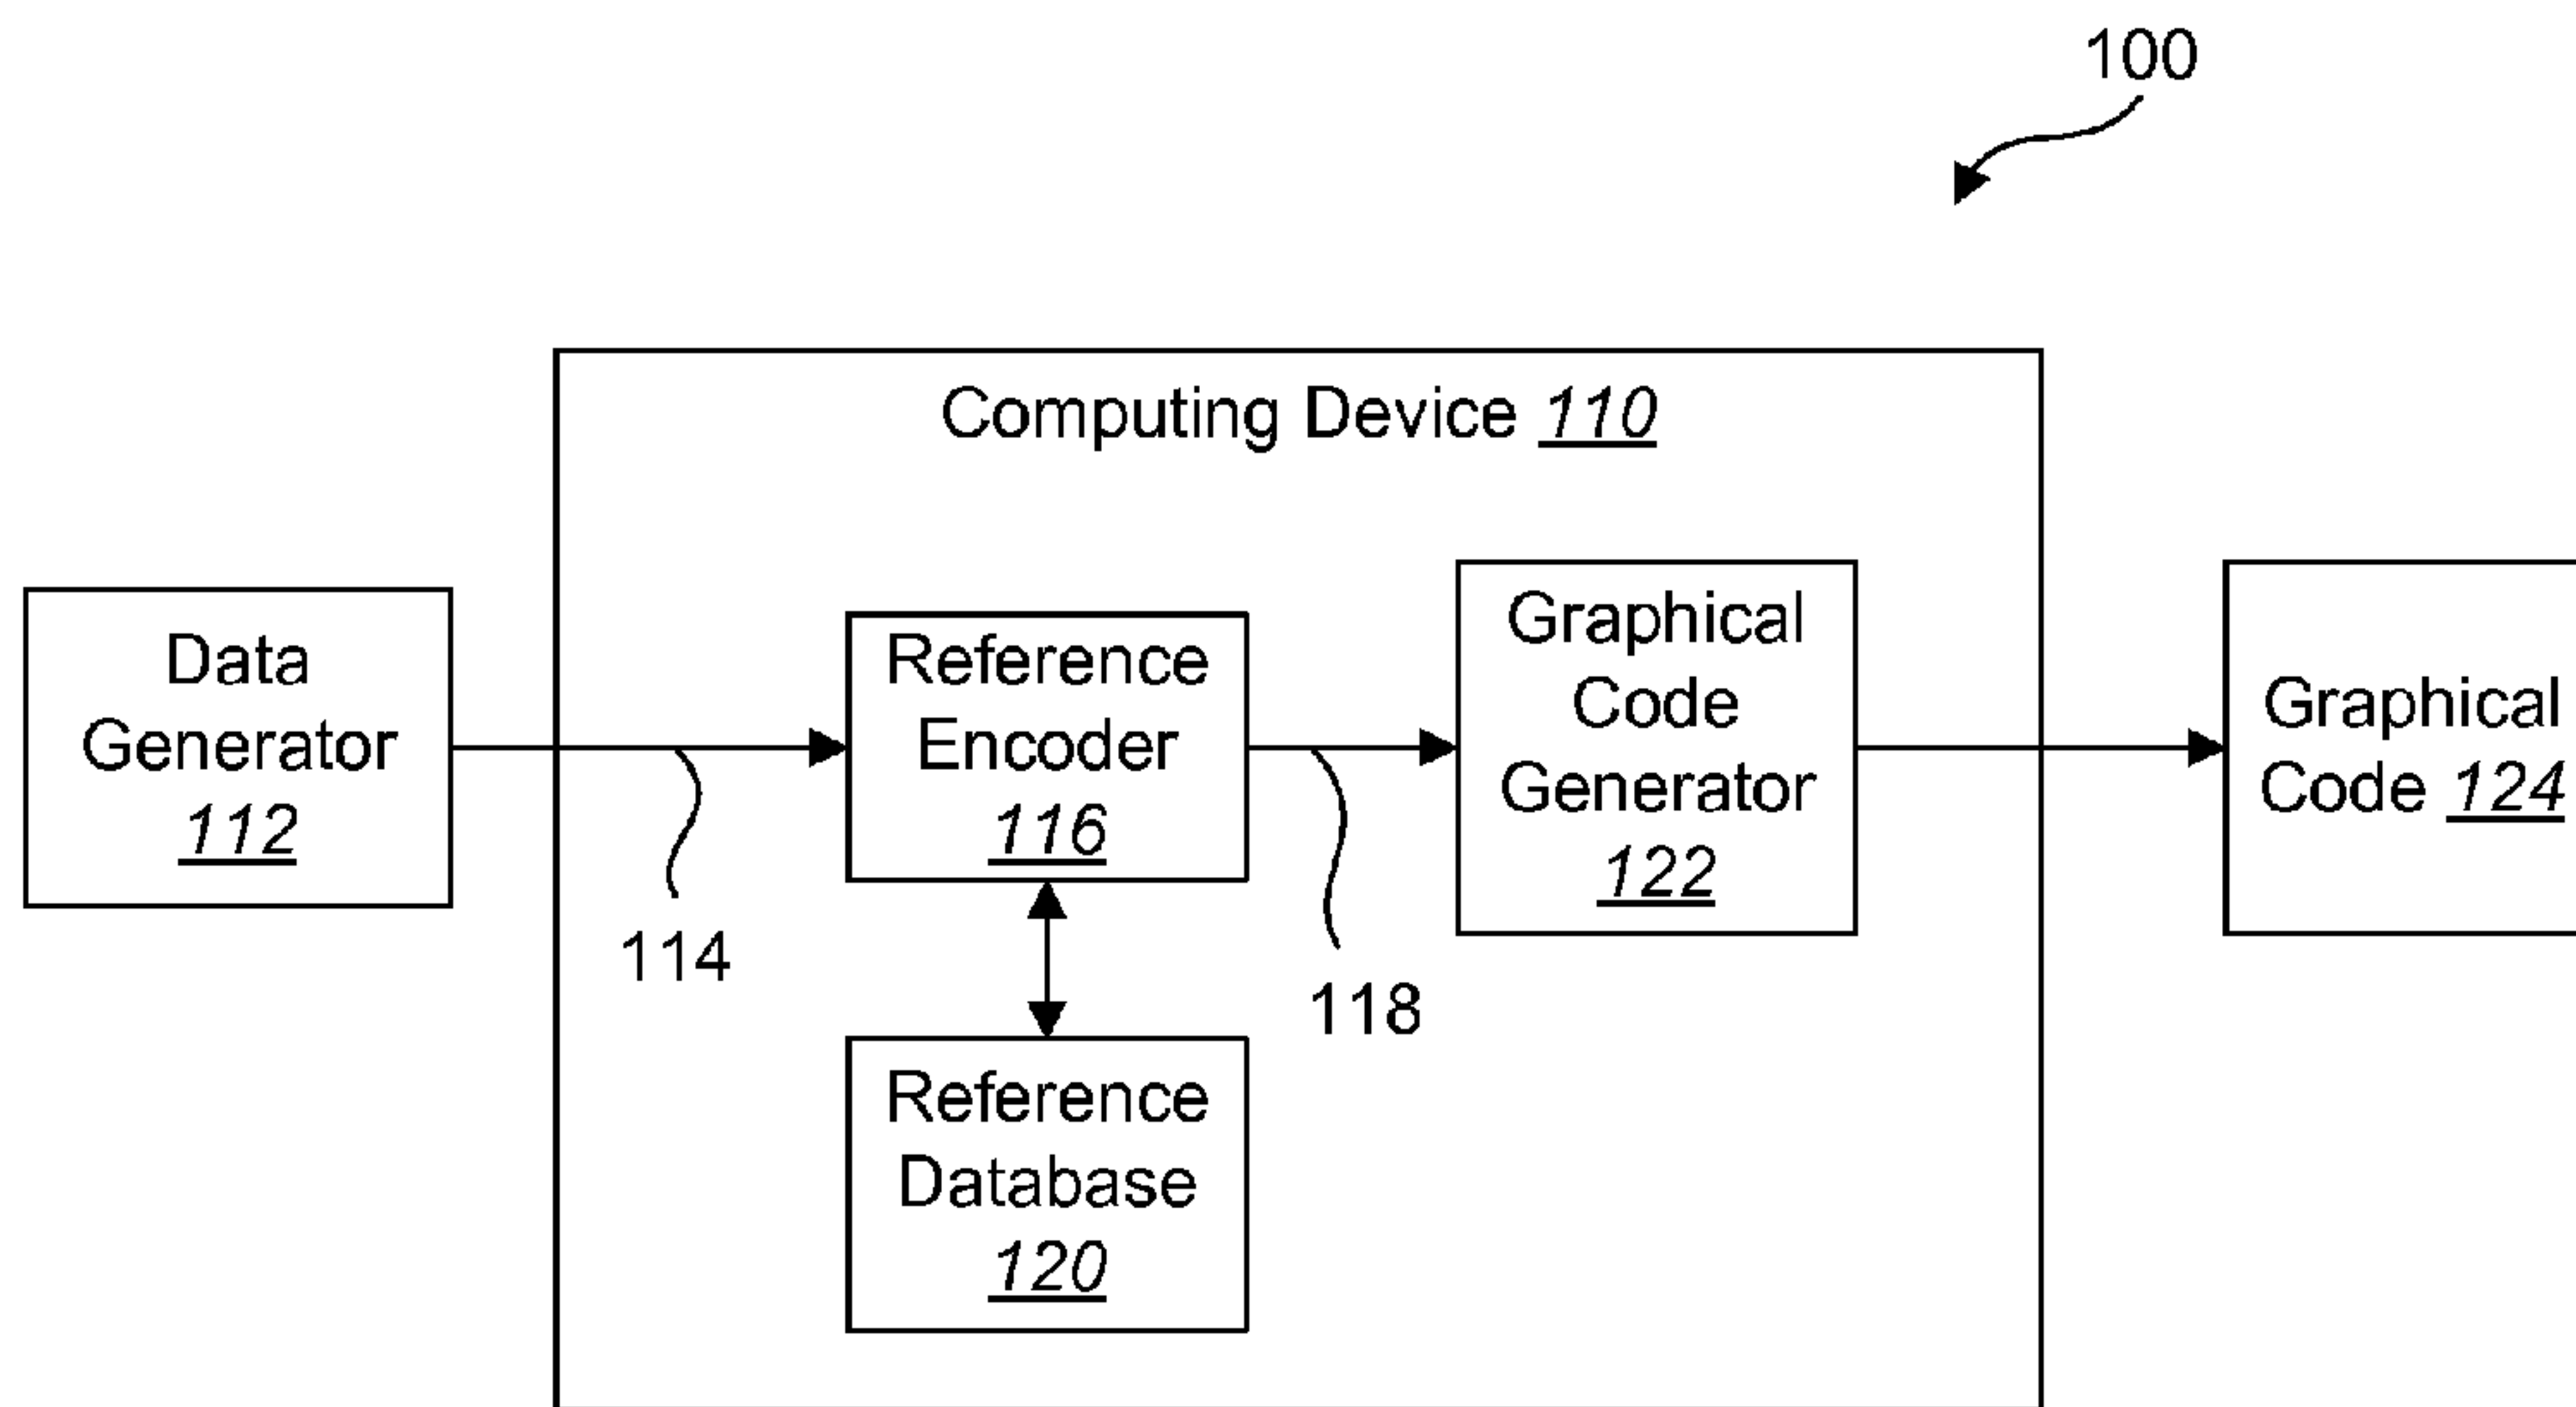 100
Computing Device 110
Data
Generator
112
Reference
Encoder
116
Graphical
Code
Generator
122
Graphical
Code 124
114
118
Reference
Database
120